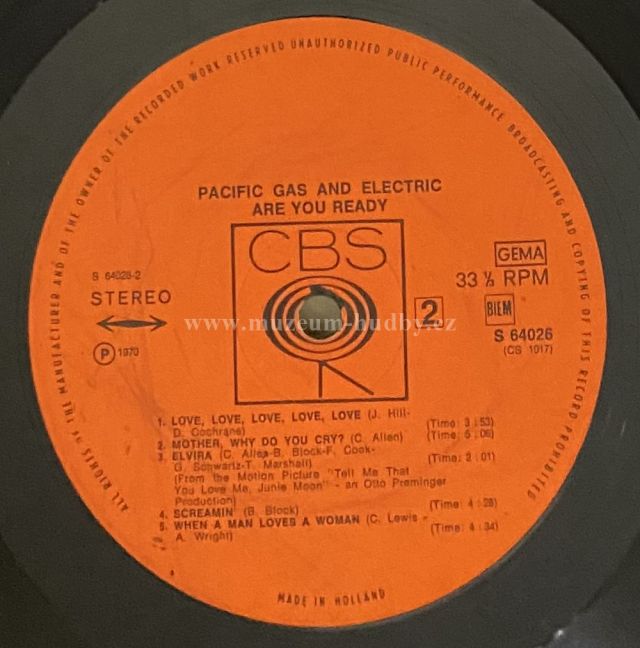 ALL RIGHTS OF THE MANUFACTURER AND OF THE OWNER OF THE RECORDED WORK RESERVED UNAUTHORIZED PUBLIC PERFORMANCE BROADCASTING AND COPYING OF THIS RECORD PROHIBITED
PACIFIC GAS AND ELECTRIC
ARE YOU READY
CBS
S 64026-2
STEREO
P 1970
GEMA
33 ⅓ RPM
2
BIEM
S 64026
(CS 1017)
www.muzeum-hudby.cz
1. LOVE, LOVE, LOVE, LOVE, LOVE (J. Hill-
D. Cochrane) (Time: 3:53)
2. MOTHER, WHY DO YOU CRY? (C. Allen) (Time: 5:06)
3. ELVIRA (C. Allen-B. Block-F. Cook-
G. Schwartz-T. Marshall) (Time: 2:01)
(From the Motion Picture "Tell Me That
You Love Me, Junie Moon" - an Otto Preminger
Production)
4. SCREAMIN' (B. Block) (Time: 4:28)
5. WHEN A MAN LOVES A WOMAN (C. Lewis -
A. Wright) (Time: 4:34)
MADE IN HOLLAND